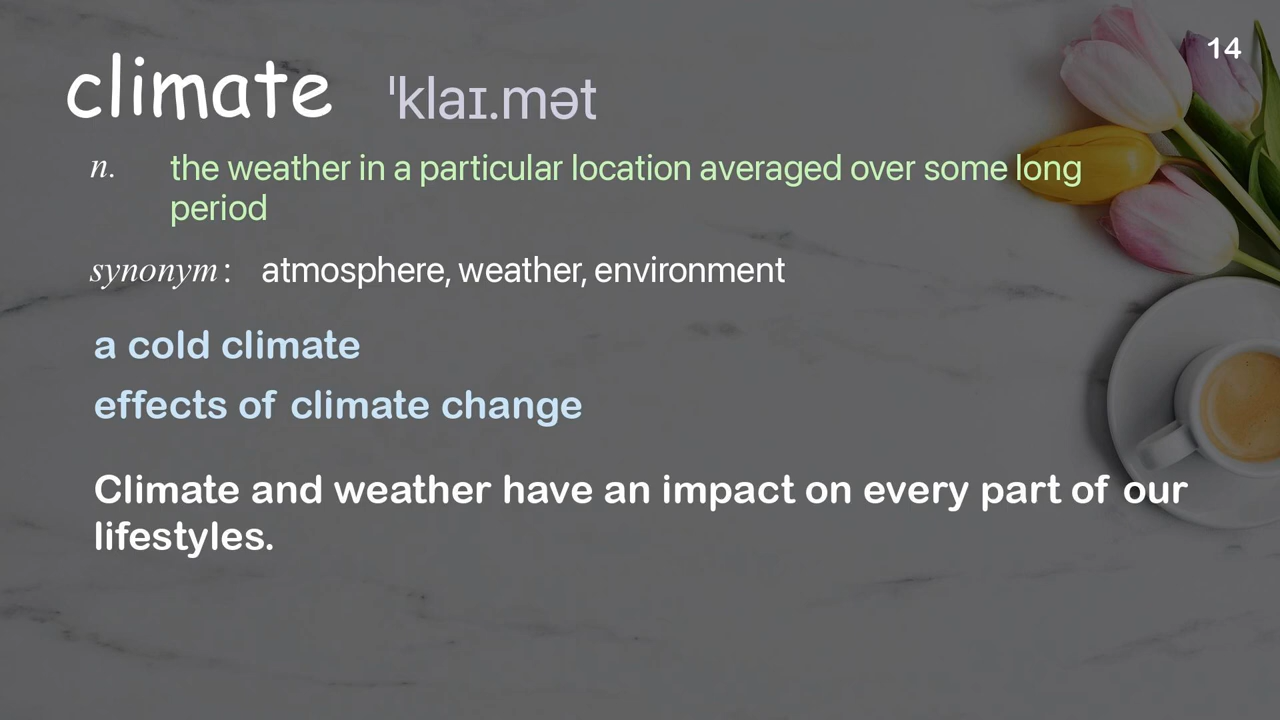 14
climate ˈklaɪ.mət
n. the weather in a particular location averaged over some long
period
synonym: atmosphere, weather, environment
a cold climate
effects of climate change
Climate and weather have an impact on every part of our
lifestyles.